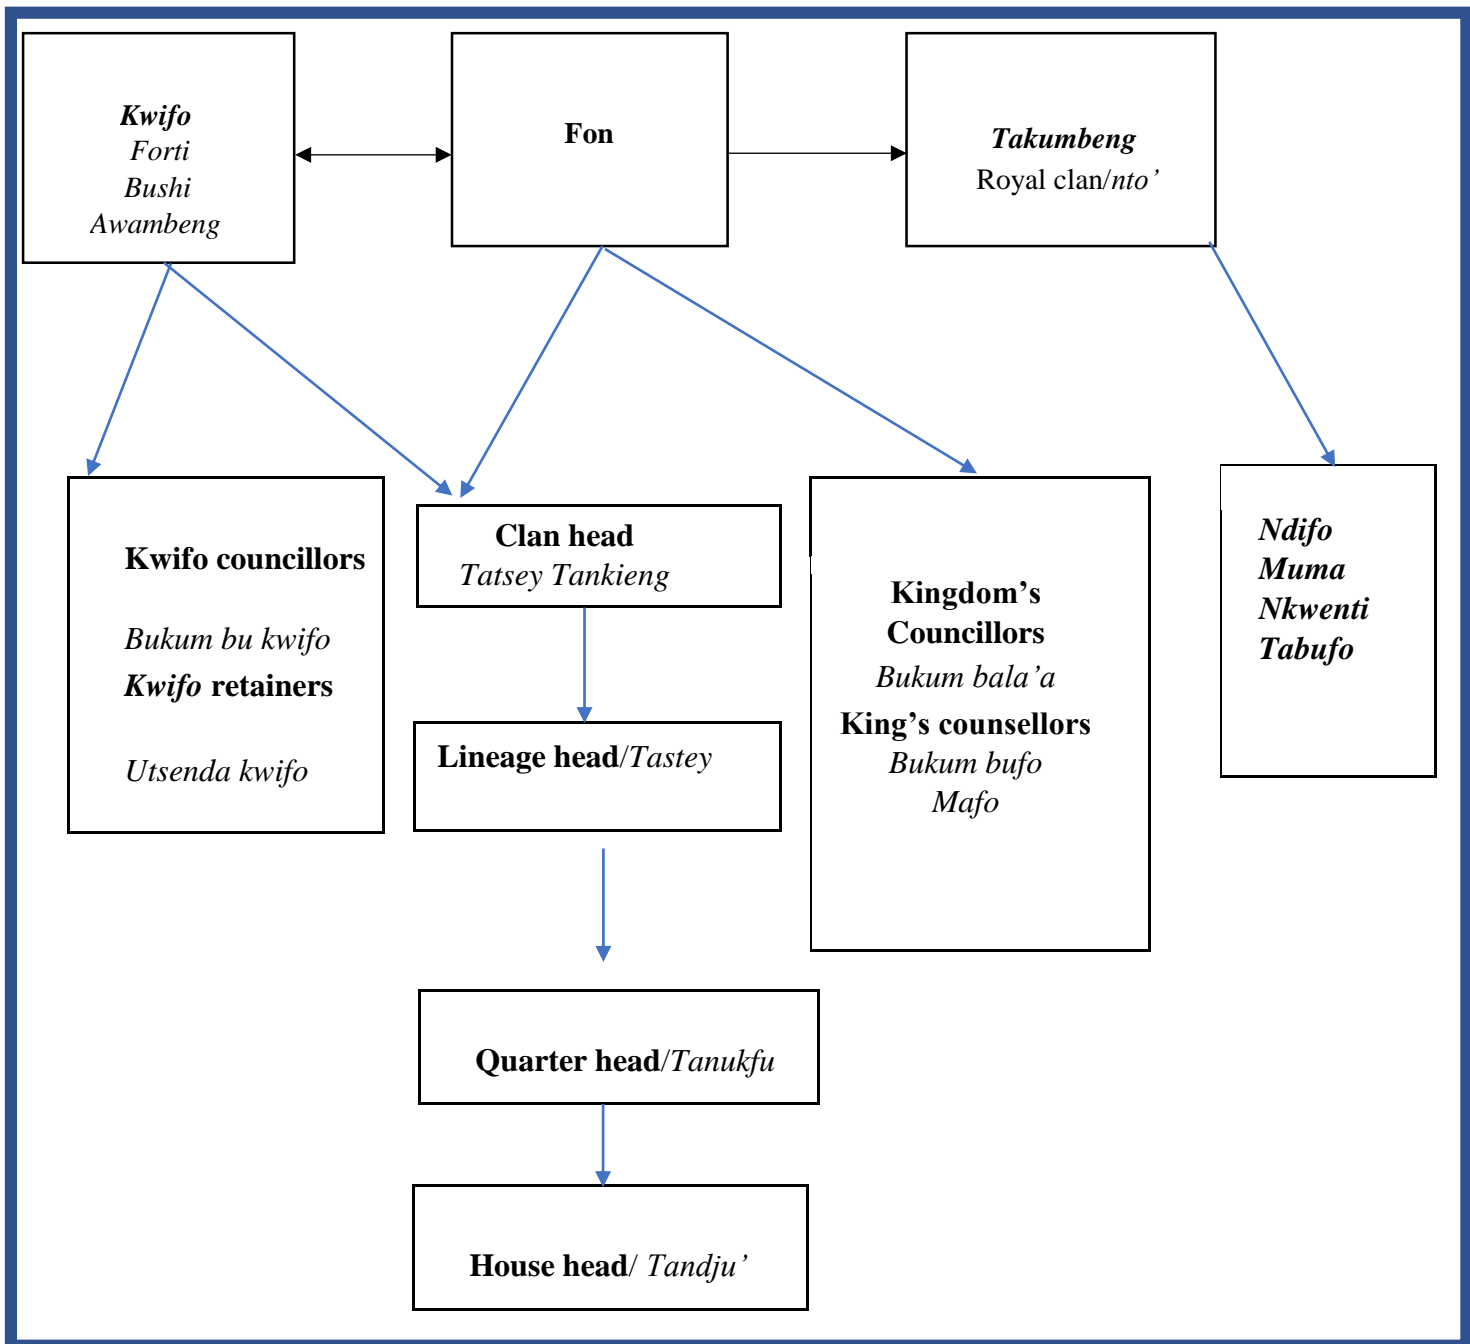 Kwifo
Forti
Bushi
Awambeng
Fon
Takumbeng
Royal clan/nto’
Kwifo councillors
Bukum bu kwifo
Kwifo retainers
Utsenda kwifo
Clan head
Tatsey Tankieng
Lineage head/Tastey
Kingdom’s
Councillors
Bukum bala’a
King’s counsellors
Bukum bufo
Mafo
Ndifo
Muma
Nkwenti
Tabufo
Quarter head/Tanukfu
House head/ Tandju’